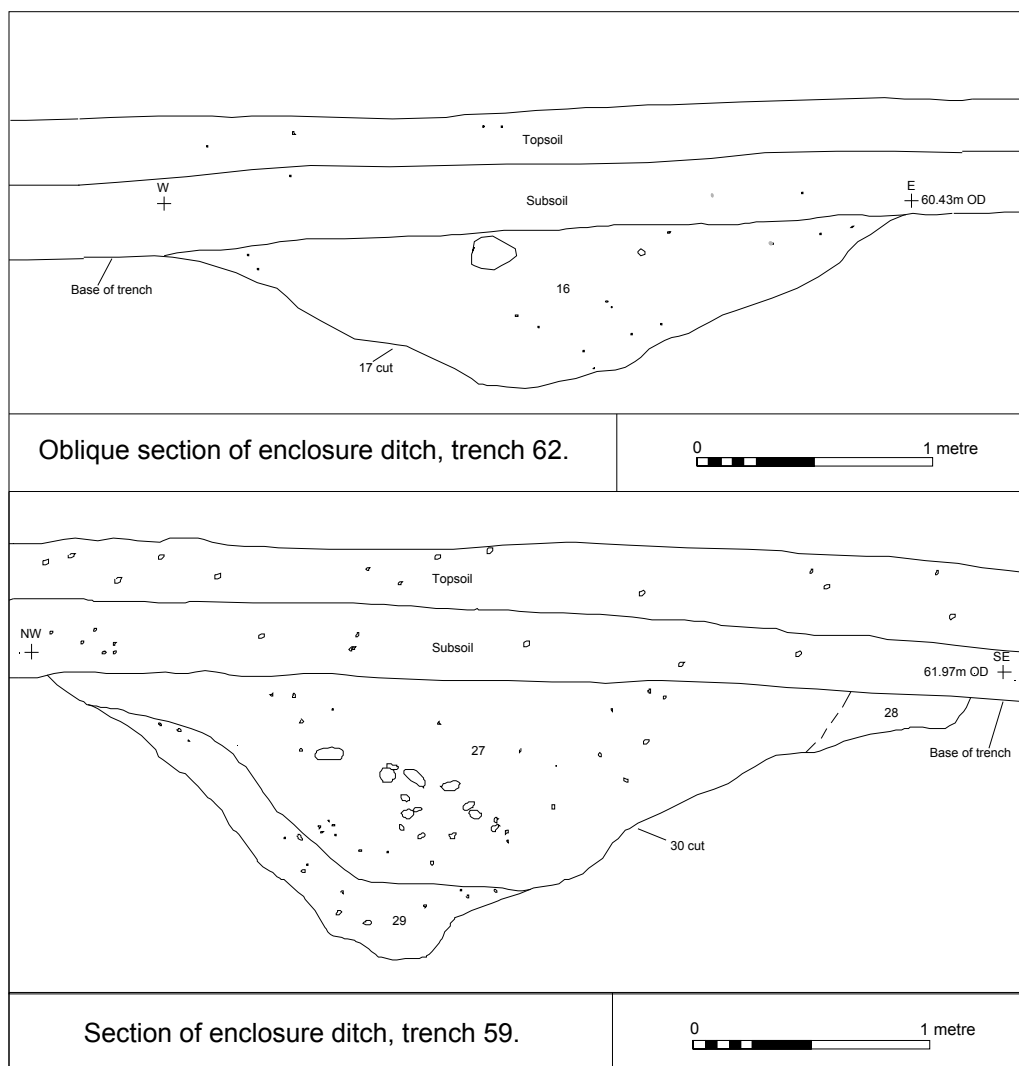 Topsoil
W
E
60.43m OD
Subsoil
Base of trench
16
17 cut
Oblique section of enclosure ditch, trench 62.
0
1 metre
Topsoil
NW
Subsoil
SE
61.97m OD
28
27
Base of trench
30 cut
29
Section of enclosure ditch, trench 59.
0
1 metre